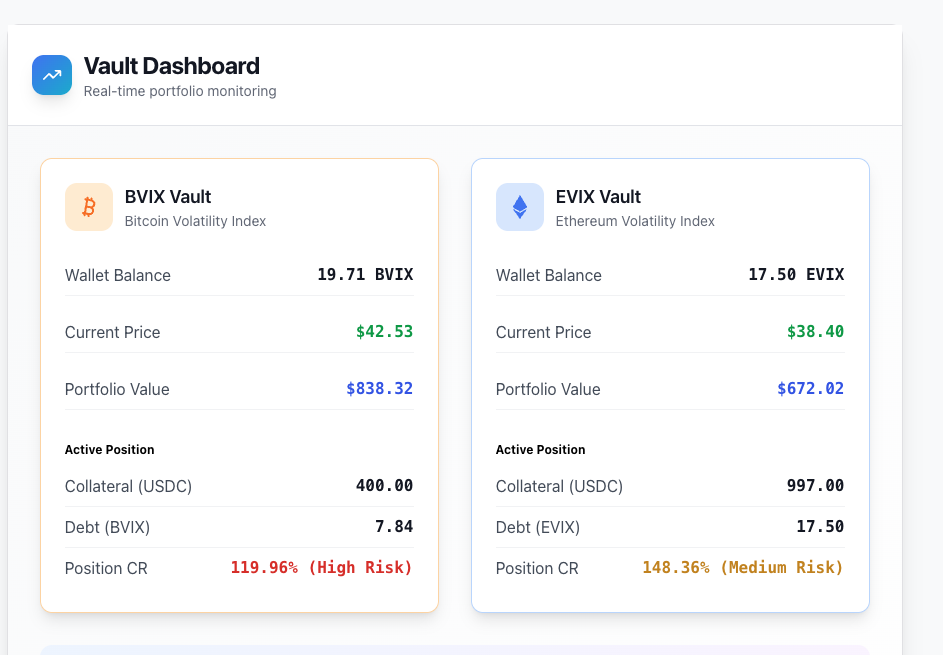 Vault Dashboard
Real-time portfolio monitoring
BVIX Vault
Bitcoin Volatility Index
Wallet Balance 19.71 BVIX
Current Price $42.53
Portfolio Value $838.32
Active Position
Collateral (USDC) 400.00
Debt (BVIX) 7.84
Position CR 119.96% (High Risk)
EVIX Vault
Ethereum Volatility Index
Wallet Balance 17.50 EVIX
Current Price $38.40
Portfolio Value $672.02
Active Position
Collateral (USDC) 997.00
Debt (EVIX) 17.50
Position CR 148.36% (Medium Risk)